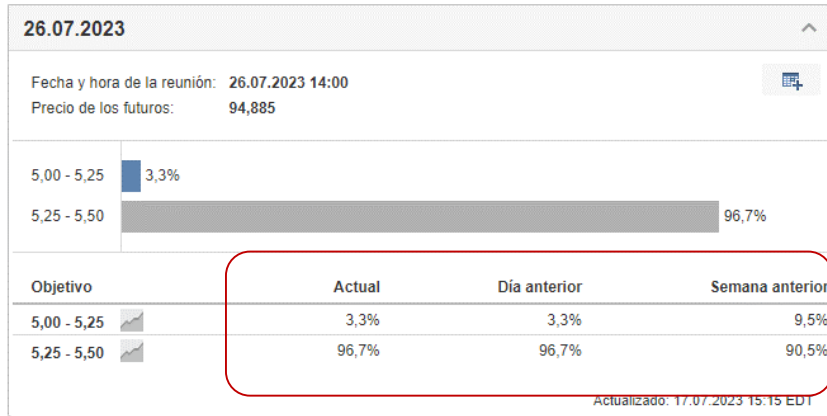 26.07.2023
Fecha y hora de la reunión: 26.07.2023 14:00
Precio de los futuros: 94,885
5,00 - 5,25 3,3%
5,25 - 5,50 96,7%
Objetivo Actual Día anterior Semana anterior
5,00 - 5,25 3,3% 3,3% 9,5%
5,25 - 5,50 96,7% 96,7% 90,5%
Actualizado: 17.07.2023 15:15 EDT